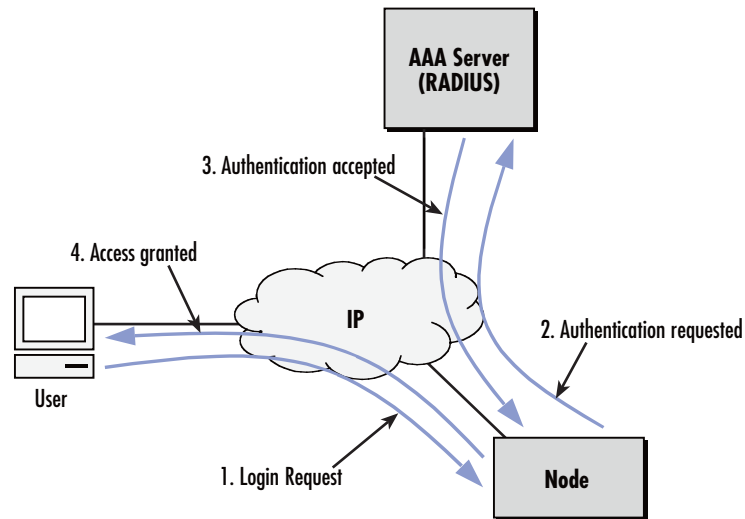 AAA Server
(RADIUS)
3. Authentication accepted
4. Access granted
IP
2. Authentication requested
User
1. Login Request
Node